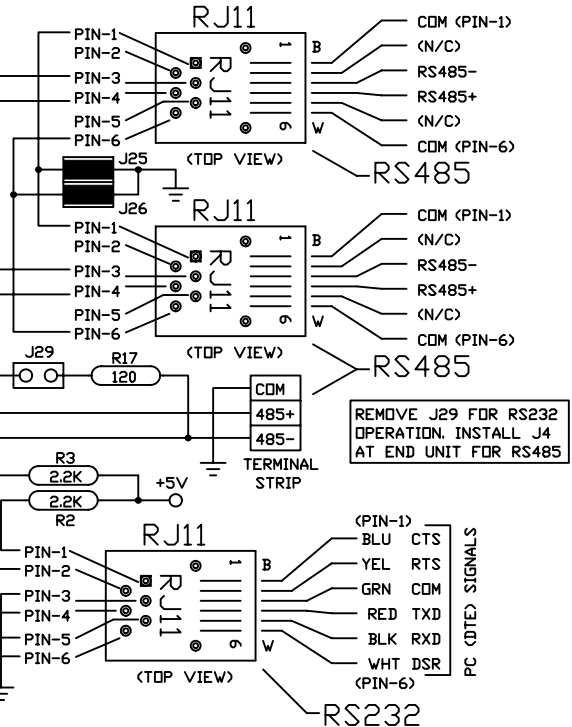 RJ11
PIN-1
PIN-2
PIN-3
PIN-4
PIN-5
PIN-6
RJ11
1
6
B
W
(TOP VIEW)
COM (PIN-1)
(N/C)
RS485-
RS485+
(N/C)
COM (PIN-6)
RS485
J25
J26
RJ11
PIN-1
PIN-2
PIN-3
PIN-4
PIN-5
PIN-6
RJ11
1
6
B
W
(TOP VIEW)
COM (PIN-1)
(N/C)
RS485-
RS485+
(N/C)
COM (PIN-6)
RS485
J29
R17
120
COM
485+
485-
TERMINAL
STRIP
REMOVE J29 FOR RS232
OPERATION. INSTALL J4
AT END UNIT FOR RS485
R3
2.2K
2.2K
R2
+5V
RJ11
PIN-1
PIN-2
PIN-3
PIN-4
PIN-5
PIN-6
RJ11
1
6
B
W
(TOP VIEW)
(PIN-1)
BLU CTS
YEL RTS
GRN COM
RED TXD
BLK RXD
WHT DSR
(PIN-6)
PC (DTE) SIGNALS
RS232